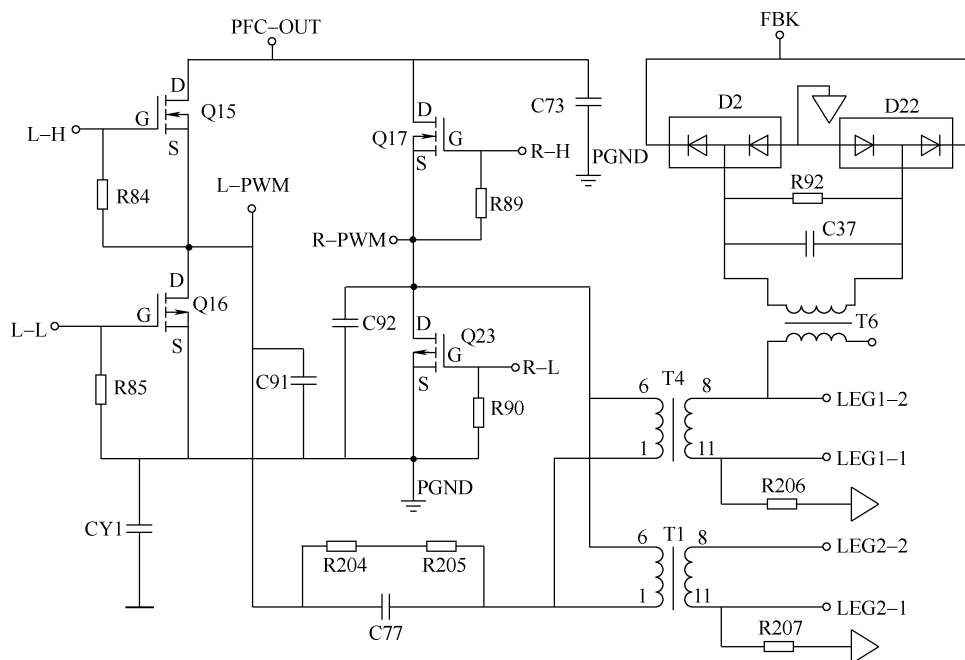 PFC–OUT
FBK
D
G
Q15
L–H
S
R84
L–PWM
D
Q17
G
S
R–H
R89
R–PWM
C73
PGND
D2
D22
R92
C37
T6
D
G
Q16
L–L
S
R85
C91
C92
D
Q23
G
S
R–L
R90
PGND
CY1
6
T4
8
LEG1–2
1
11
LEG1–1
R206
R204
R205
C77
6
T1
8
LEG2–2
1
11
LEG2–1
R207